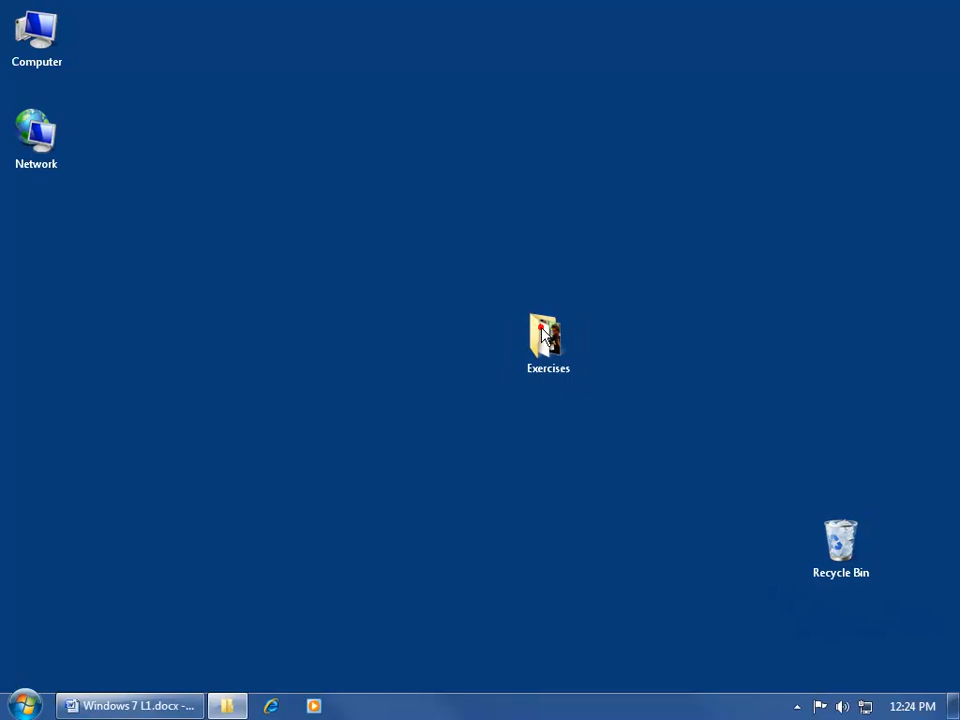 Computer
Network
Exercises
Recycle Bin
Windows 7 L1.docx -...
12:24 PM